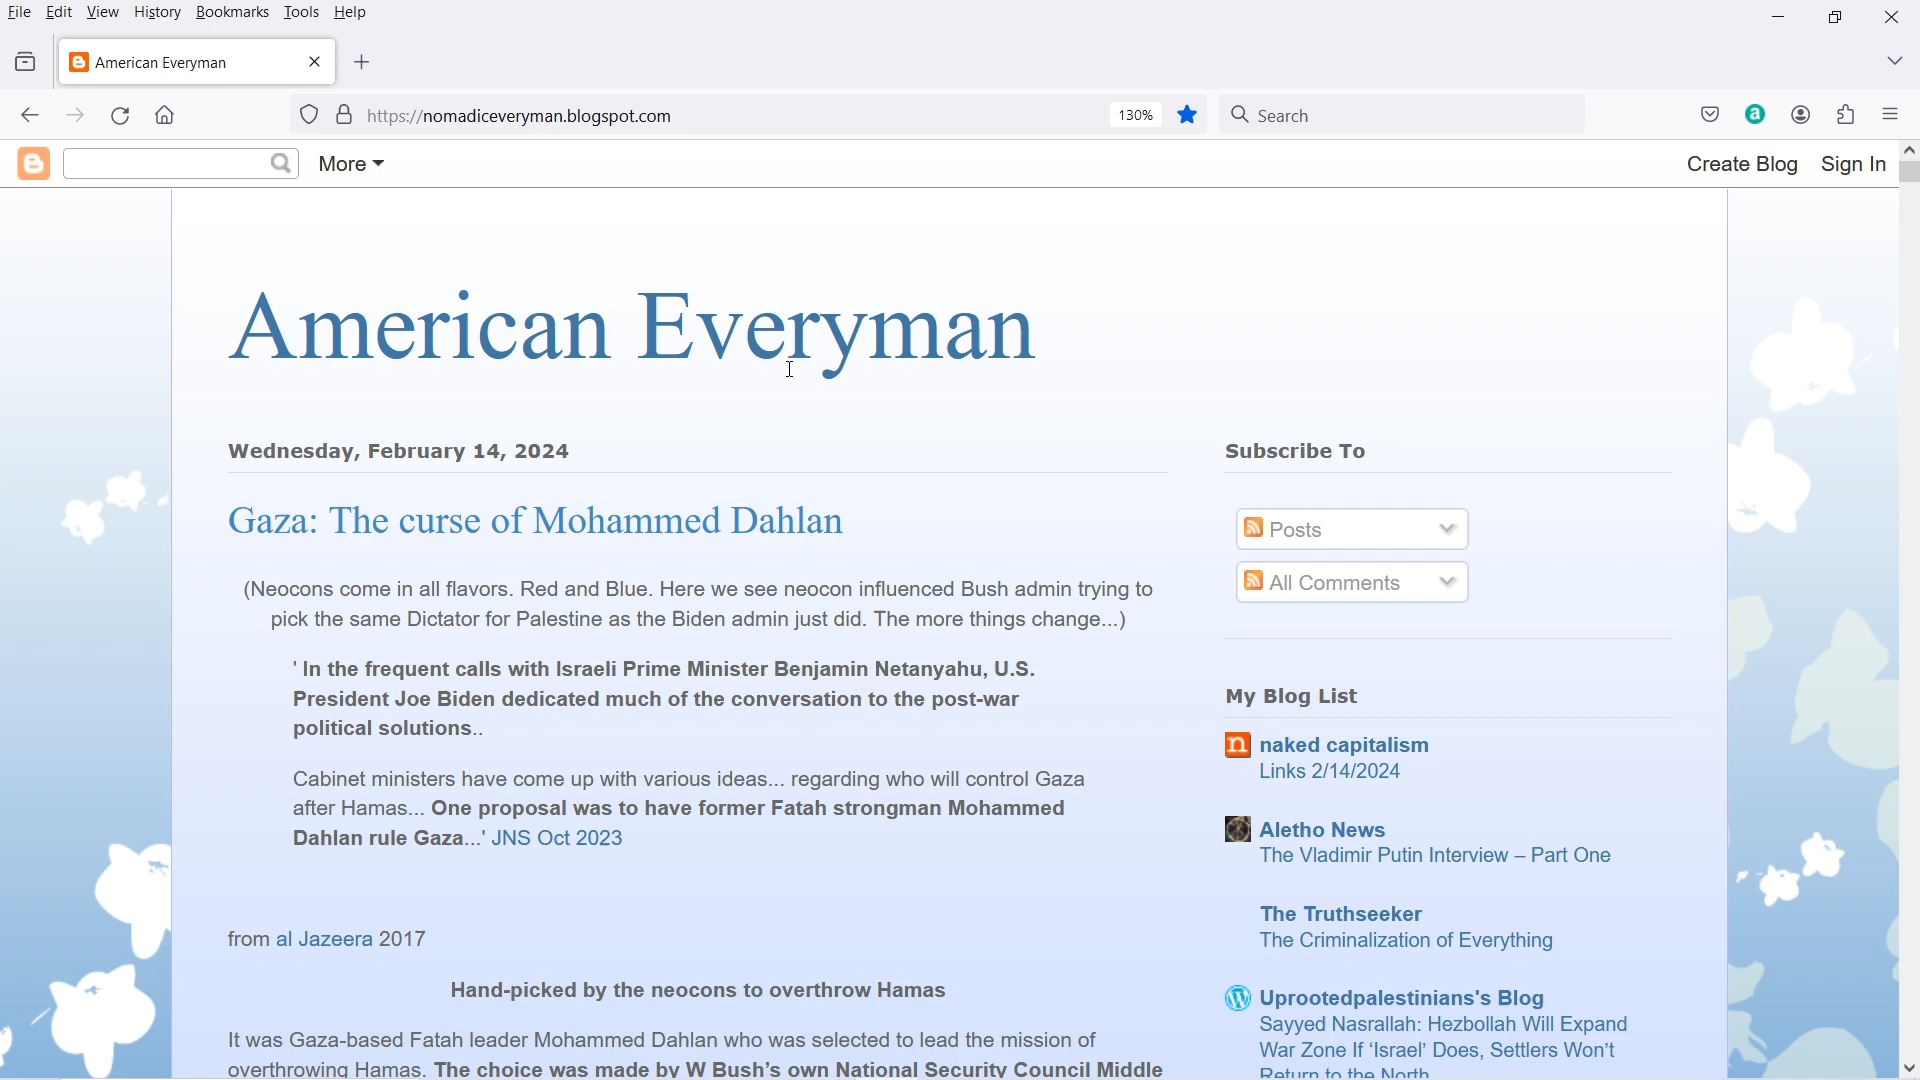 File Edit View History Bookmarks Tools Help
American Everyman
https://nomadiceveryman.blogspot.com
130%
Search
More
Create Blog Sign In
American Everyman
Wednesday, February 14, 2024
Gaza: The curse of Mohammed Dahlan
(Neocons come in all flavors. Red and Blue. Here we see neocon influenced Bush admin trying to
pick the same Dictator for Palestine as the Biden admin just did. The more things change...)
' In the frequent calls with Israeli Prime Minister Benjamin Netanyahu, U.S.
President Joe Biden dedicated much of the conversation to the post-war
political solutions..
Cabinet ministers have come up with various ideas... regarding who will control Gaza
after Hamas... One proposal was to have former Fatah strongman Mohammed
Dahlan rule Gaza...' JNS Oct 2023
from al Jazeera 2017
Hand-picked by the neocons to overthrow Hamas
It was Gaza-based Fatah leader Mohammed Dahlan who was selected to lead the mission of
overthrowing Hamas. The choice was made by W Bush's own National Security Council Middle
Subscribe To
Posts
All Comments
My Blog List
naked capitalism
Links 2/14/2024
Aletho News
The Vladimir Putin Interview – Part One
The Truthseeker
The Criminalization of Everything
Uprootedpalestinians's Blog
Sayyed Nasrallah: Hezbollah Will Expand
War Zone If ‘Israel’ Does, Settlers Won’t
Return to the North